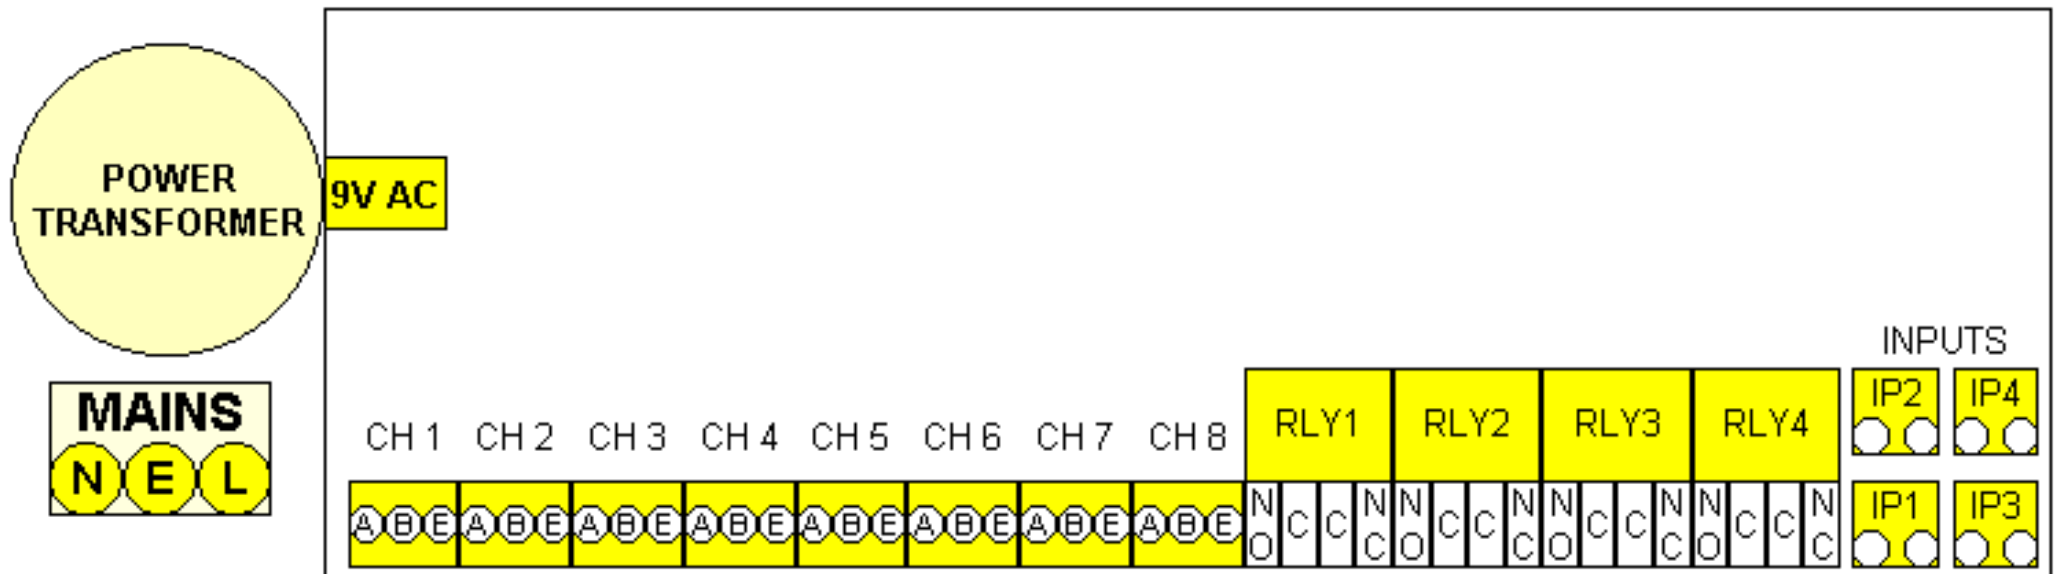 POWER
TRANSFORMER
9V AC
INPUTS
MAINS
N E L
CH 1 CH 2 CH 3 CH 4 CH 5 CH 6 CH 7 CH 8 RLY1 RLY2 RLY3 RLY4 IP2 IP4
A B E A B E A B E A B E A B E A B E A B E A B E NO C C NC NO C C NC NO C C NC NO C C NC IP1 IP3